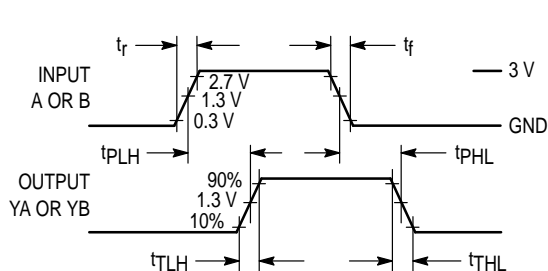 tr
tf
INPUT
A OR B
2.7 V
1.3 V
0.3 V
3 V
GND
tPLH
tPHL
OUTPUT
YA OR YB
90%
1.3 V
10%
tTLH
tTHL